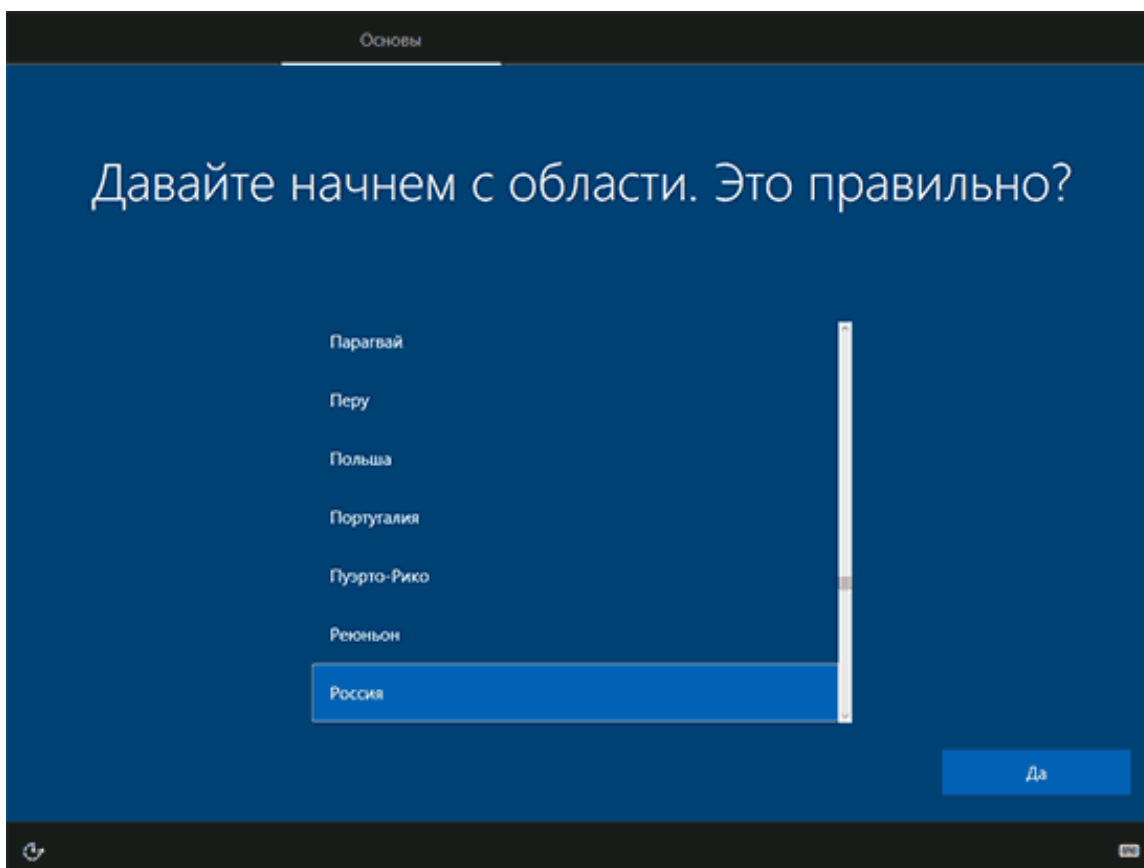 Основы
Давайте начнем с области. Это правильно?
Парагвай
Перу
Польша
Португалия
Пуэрто-Рико
Реюньон
Россия
Да